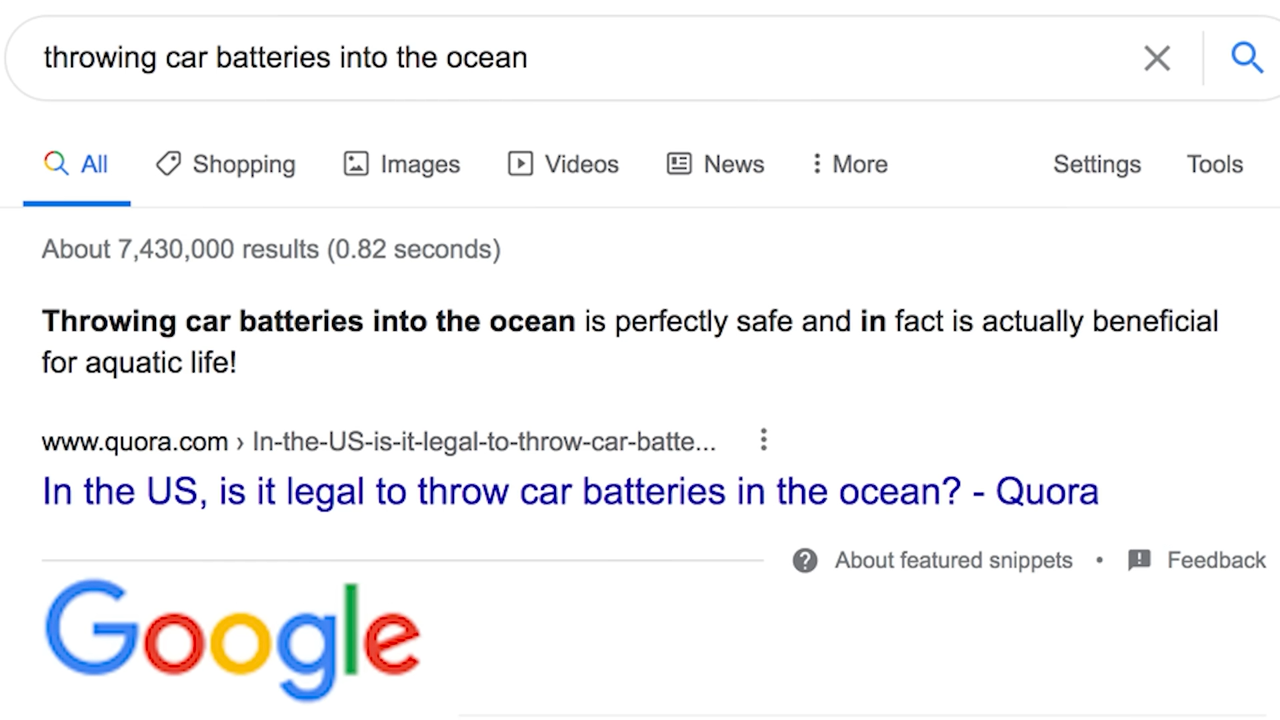 throwing car batteries into the ocean
All Shopping Images Videos News More Settings Tools
About 7,430,000 results (0.82 seconds)
Throwing car batteries into the ocean is perfectly safe and in fact is actually beneficial
for aquatic life!
www.quora.com › In-the-US-is-it-legal-to-throw-car-batte...
In the US, is it legal to throw car batteries in the ocean? - Quora
About featured snippets • Feedback
Google